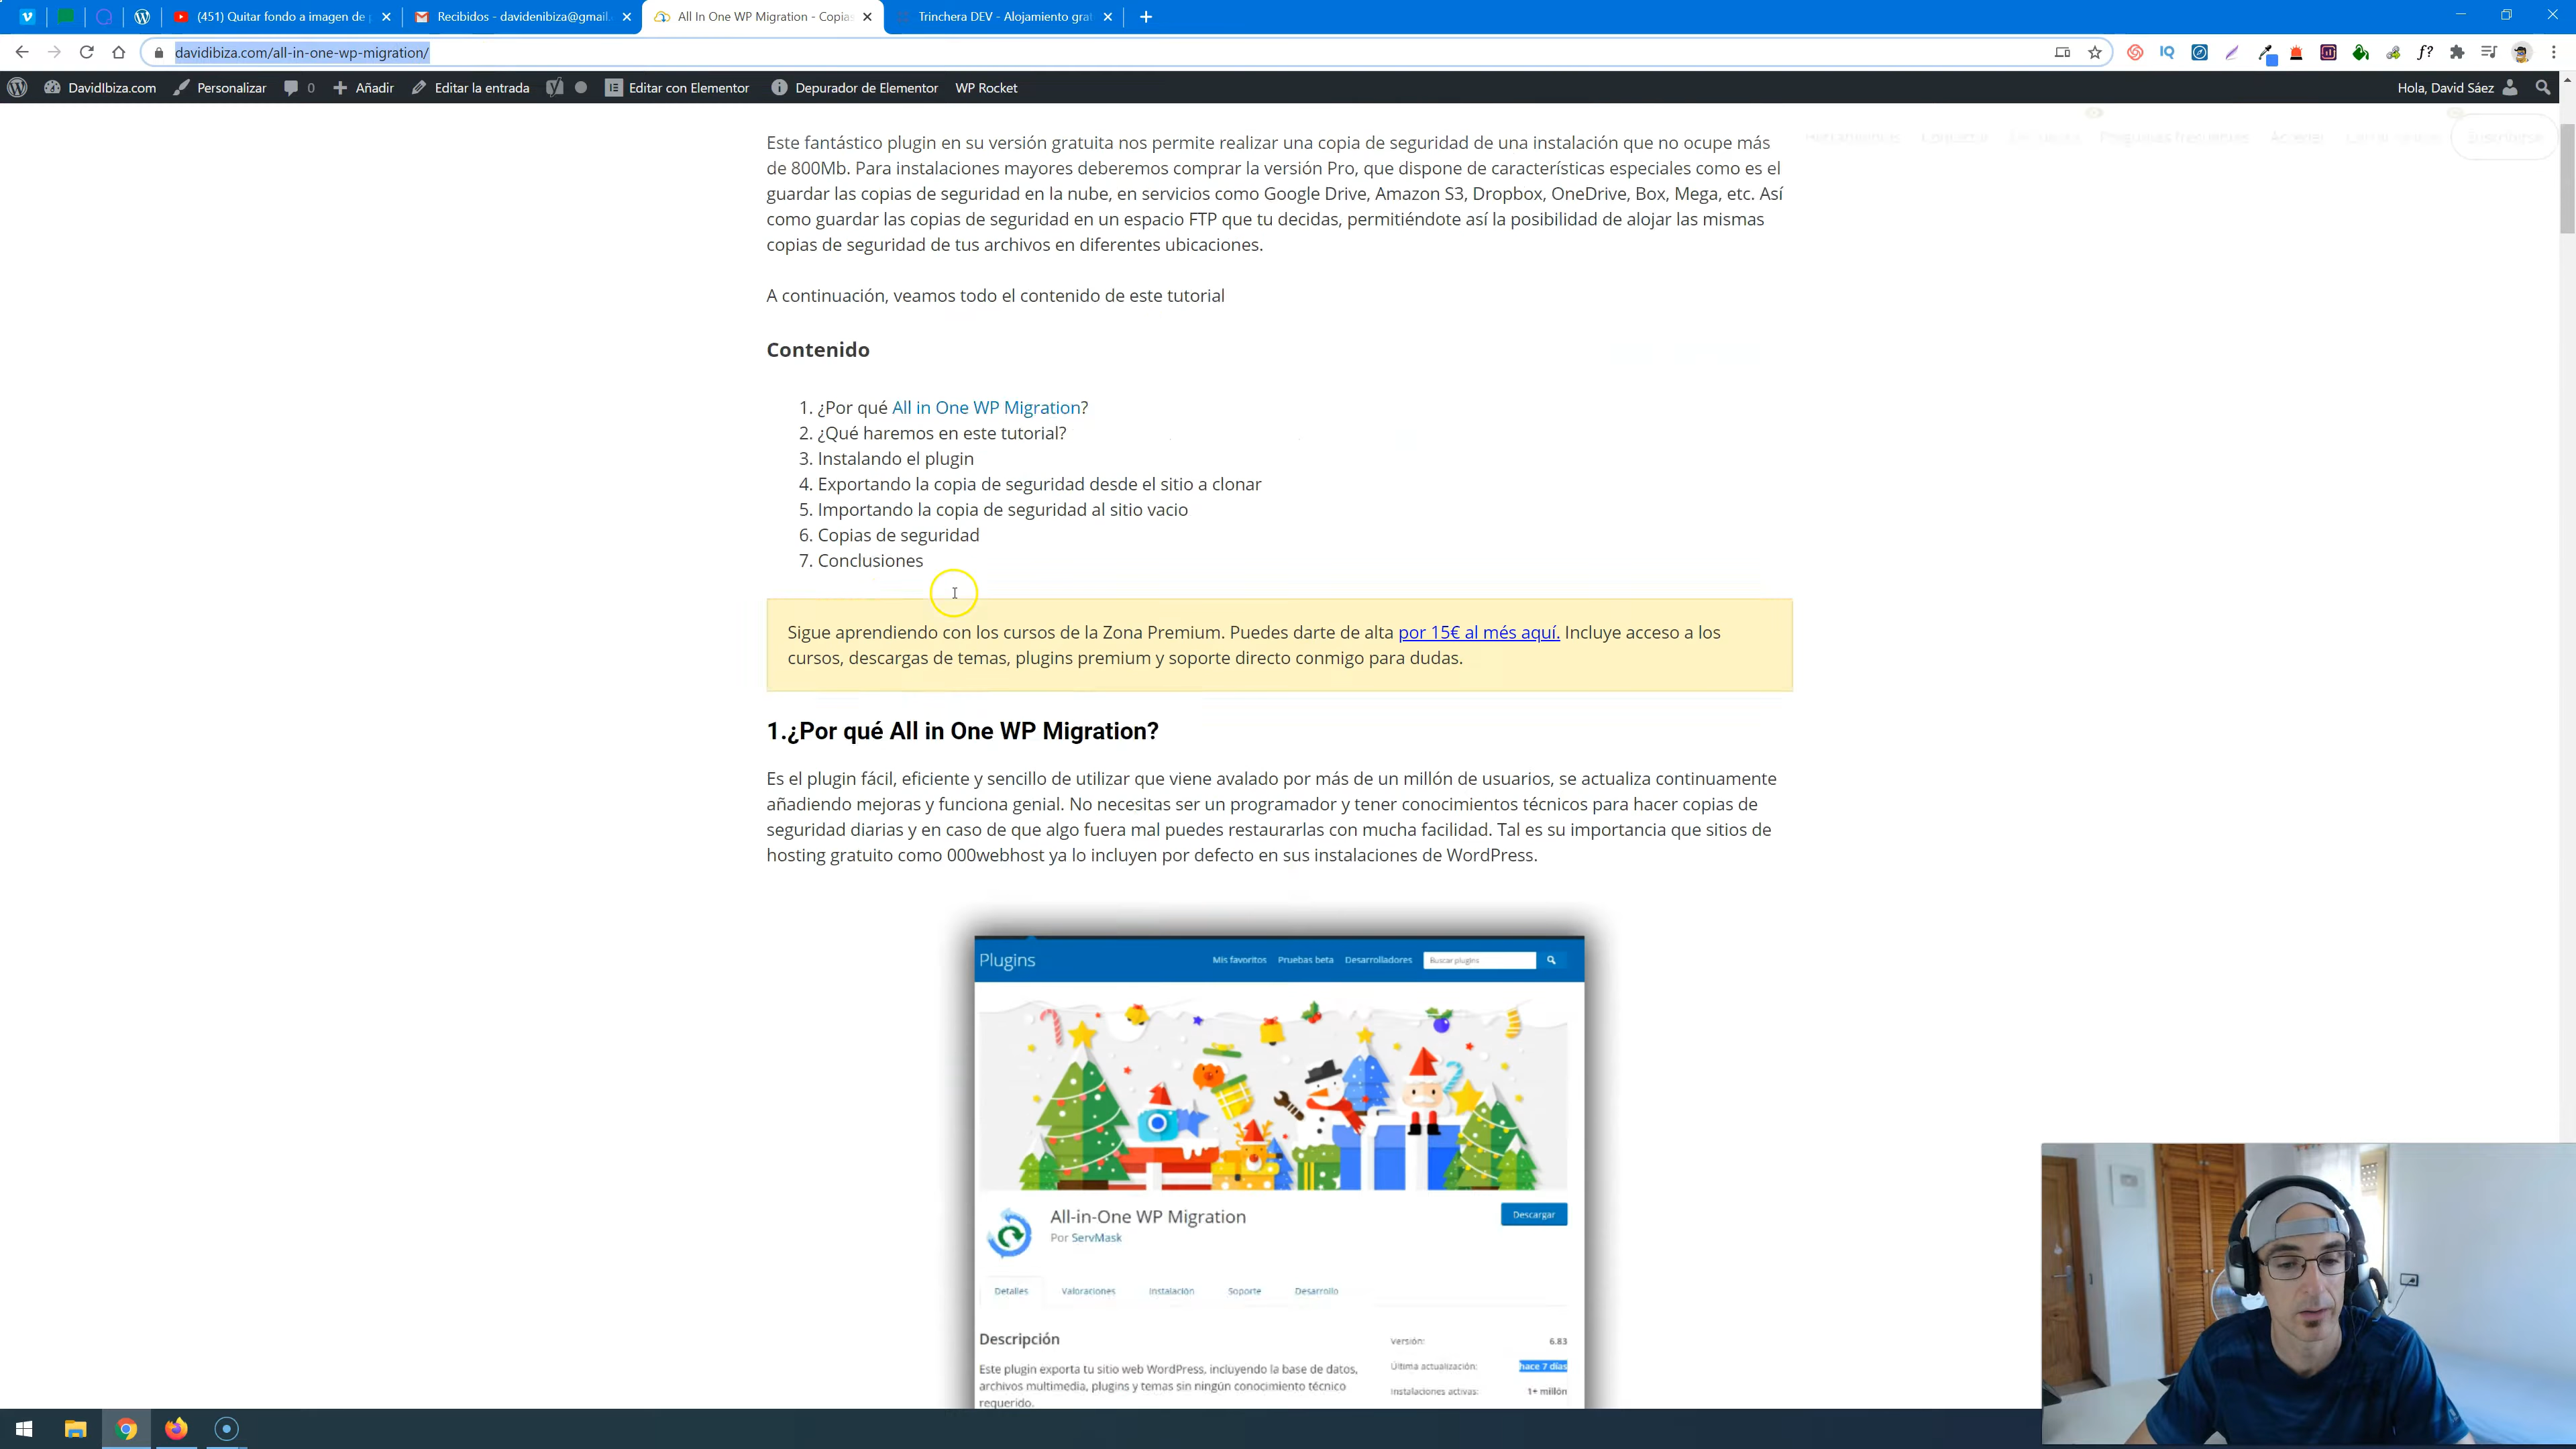 (451) Quitar fondo a imagen de
Recibidos - davidenibiza@gmail.
All In One WP Migration - Copias
Trinchera DEV - Alojamiento grat
davidibiza.com/all-in-one-wp-migration/
DavidIbiza.com
Personalizar
0
Añadir
Editar la entrada
Editar con Elementor
Depurador de Elementor
WP Rocket
Hola, David Sáez
Este fantástico plugin en su versión gratuita nos permite realizar una copia de seguridad de una instalación que no ocupe más
de 800Mb. Para instalaciones mayores deberemos comprar la versión Pro, que dispone de características especiales como es el
guardar las copias de seguridad en la nube, en servicios como Google Drive, Amazon S3, Dropbox, OneDrive, Box, Mega, etc. Así
como guardar las copias de seguridad en un espacio FTP que tu decidas, permitiéndote así la posibilidad de alojar las mismas
copias de seguridad de tus archivos en diferentes ubicaciones.
A continuación, veamos todo el contenido de este tutorial
Contenido
1. ¿Por qué All in One WP Migration?
2. ¿Qué haremos en este tutorial?
3. Instalando el plugin
4. Exportando la copia de seguridad desde el sitio a clonar
5. Importando la copia de seguridad al sitio vacio
6. Copias de seguridad
7. Conclusiones
Sigue aprendiendo con los cursos de la Zona Premium. Puedes darte de alta por 15€ al més aquí. Incluye acceso a los
cursos, descargas de temas, plugins premium y soporte directo conmigo para dudas.
1.¿Por qué All in One WP Migration?
Es el plugin fácil, eficiente y sencillo de utilizar que viene avalado por más de un millón de usuarios, se actualiza continuamente
añadiendo mejoras y funciona genial. No necesitas ser un programador y tener conocimientos técnicos para hacer copias de
seguridad diarias y en caso de que algo fuera mal puedes restaurarlas con mucha facilidad. Tal es su importancia que sitios de
hosting gratuito como 000webhost ya lo incluyen por defecto en sus instalaciones de WordPress.
Plugins
Mis favoritos
Pruebas beta
Desarrolladores
Buscar plugins
All-in-One WP Migration
Por ServMask
Descargar
Detalles
Valoraciones
Instalación
Soporte
Desarrollo
Descripción
Este plugin exporta tu sitio web WordPress, incluyendo la base de datos,
archivos multimedia, plugins y temas sin ningún conocimiento técnico
requerido.
Versión: 6.83
Última actualización: hace 7 días
Instalaciones activas: 1+ millón